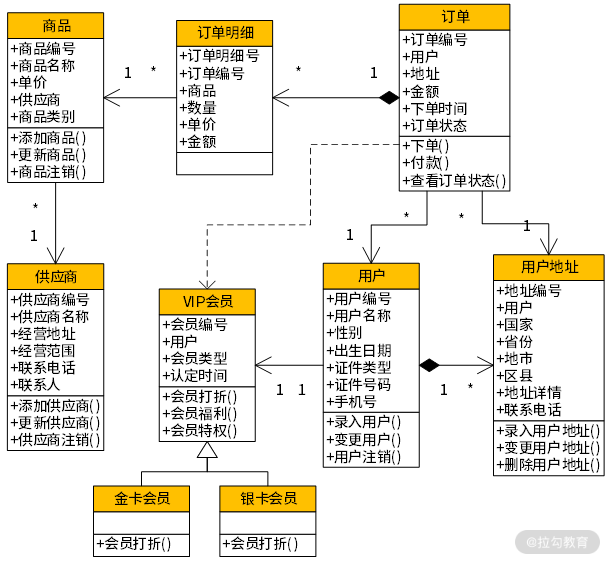 商品
+商品编号
+商品名称
+单价
+供应商
+商品类别
+添加商品()
+更新商品()
+商品注销()
1
*
订单明细
+订单明细号
+订单编号
+商品
+数量
+单价
+金额
*
1
订单
+订单编号
+用户
+地址
+金额
+下单时间
+订单状态
+下单()
+付款()
+查看订单状态()
*
1
*
1
*
1
供应商
+供应商编号
+供应商名称
+经营地址
+经营范围
+联系电话
+联系人
+添加供应商()
+更新供应商()
+供应商注销()
VIP会员
+会员编号
+用户
+会员类型
+认定时间
+会员打折()
+会员福利()
+会员特权()
1
1
用户
+用户编号
+用户名称
+性别
+出生日期
+证件类型
+证件号码
+手机号
+录入用户()
+变更用户()
+用户注销()
1
*
用户地址
+地址编号
+用户
+国家
+省份
+地市
+区县
+地址详情
+联系电话
+录入用户地址()
+变更用户地址()
+删除用户地址()
金卡会员
+会员打折()
银卡会员
+会员打折()
@拉勾教育